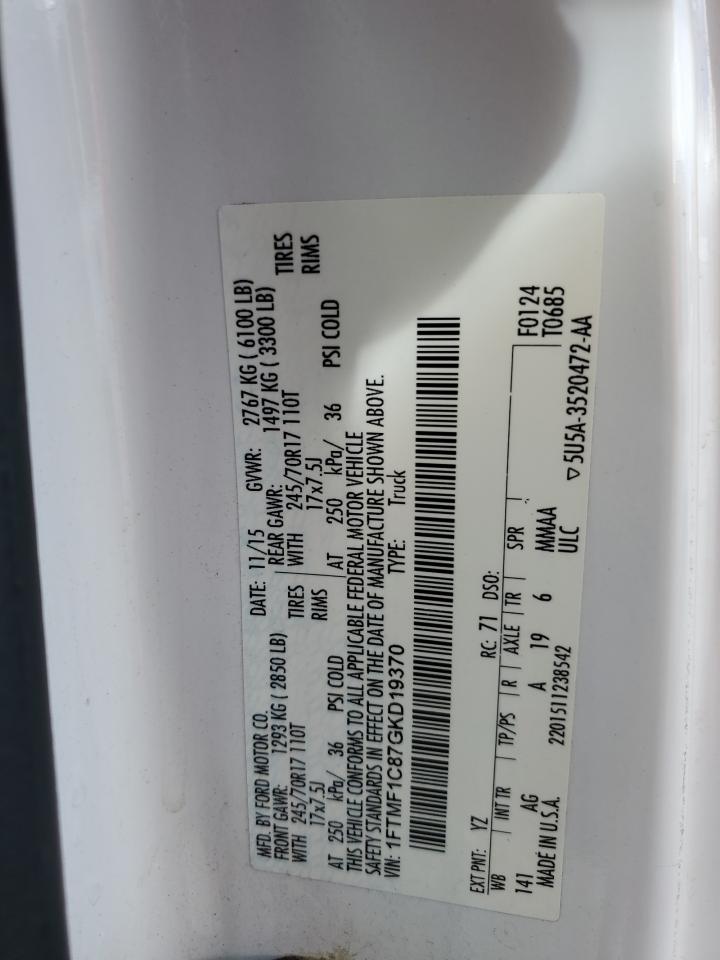 MFD. BY FORD MOTOR CO.
DATE: 11/15 GVWR: 2767 KG ( 6100 LB)
FRONT GAWR: 1293 KG ( 2850 LB) REAR GAWR: 1497 KG ( 3300 LB)
WITH 245/70R17 110T TIRES WITH 245/70R17 110T TIRES
17x7.5J RIMS 17x7.5J RIMS
AT 250 kPa/ 36 PSI COLD AT 250 kPa/ 36 PSI COLD
THIS VEHICLE CONFORMS TO ALL APPLICABLE FEDERAL MOTOR VEHICLE
SAFETY STANDARDS IN EFFECT ON THE DATE OF MANUFACTURE SHOWN ABOVE.
VIN: 1FTMF1C87GKD19370 TYPE: Truck
EXT PNT: YZ RC: 71 DSO:
WB INT TR TP/PS R AXLE TR SPR F0124
141 AG A 19 6 MMAA T0685
MADE IN U.S.A. 2201511238542 ULC ▽5U5A-3520472-AA